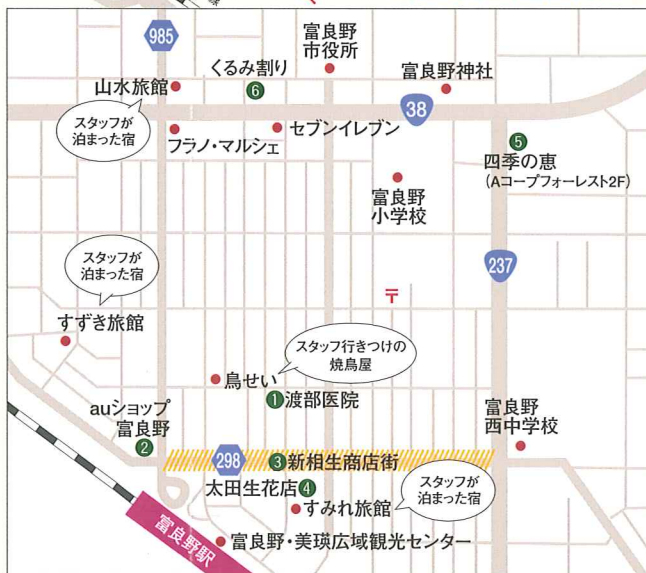 985
富良野
市役所
くるみ割り
6
山水旅館
富良野神社
38
スタッフが
泊まった宿
フラノ・マルシェ
セブンイレブン
5
四季の恵
(Aコープフォーレスト2F)
富良野
小学校
237
スタッフが
泊まった宿
〒
すずき旅館
スタッフ行きつけの
焼鳥屋
鳥せい
1 渡部医院
auショップ
富良野
2
富良野
西中学校
298
3 新相生商店街
太田生花店 4
スタッフが
泊まった宿
すみれ旅館
富良野駅
富良野・美瑛広域観光センター